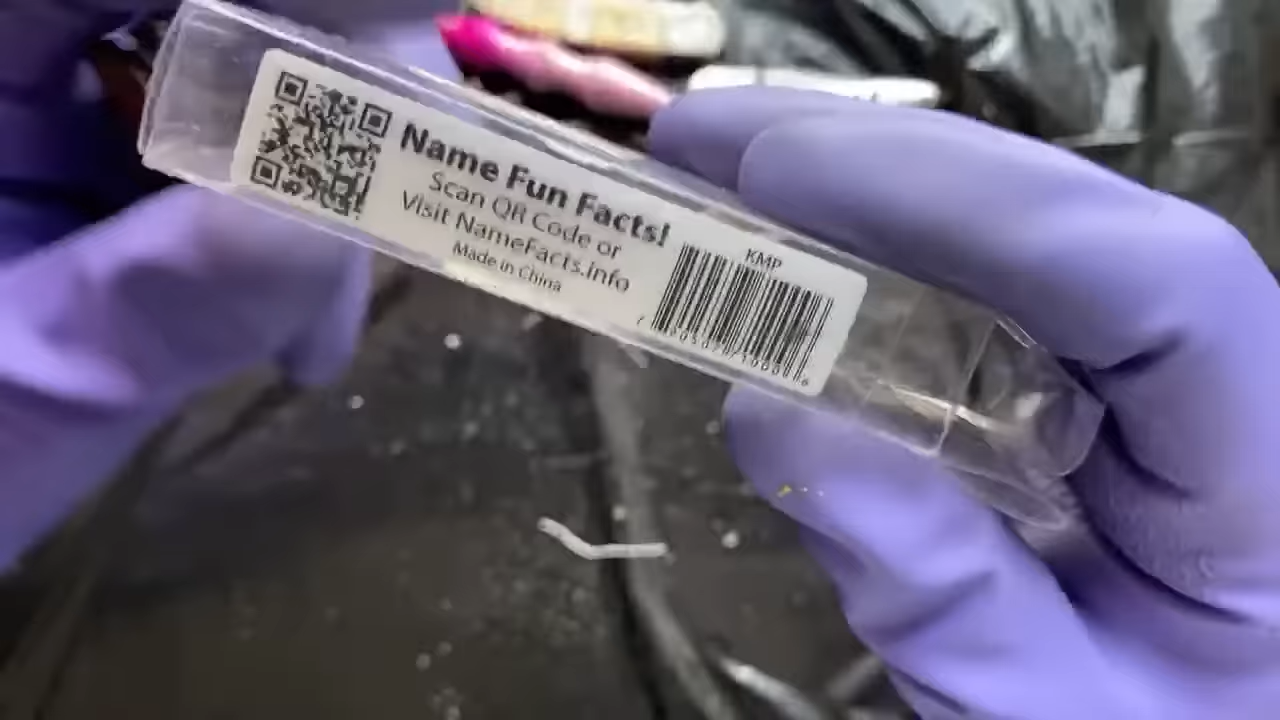 Name Fun Facts!
Scan QR Code or
Visit NameFacts.info
Made in China
KMP